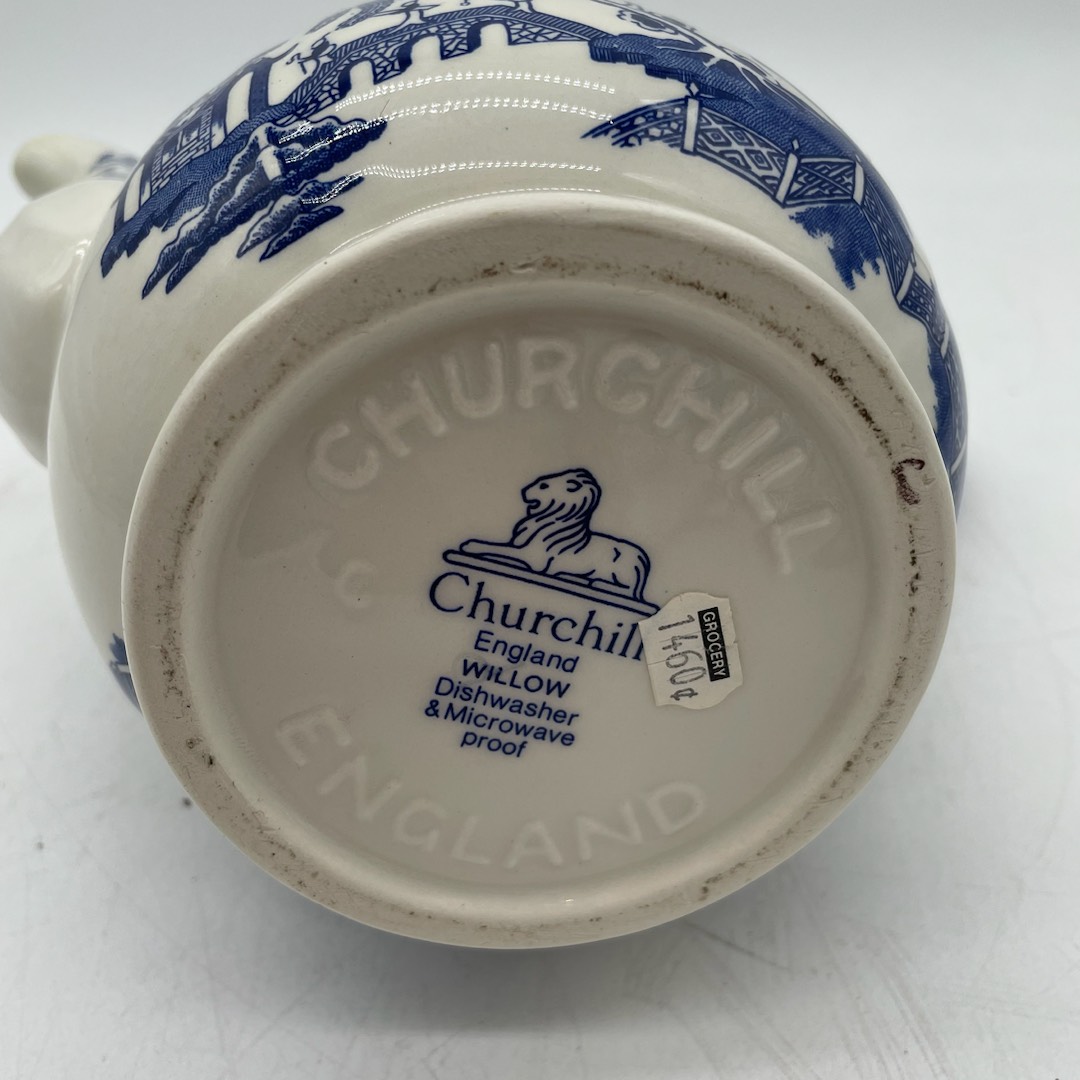 CHURCHILL
Churchill
England
WILLOW
Dishwasher
& Microwave
proof
GROCERY
1460¢
ENGLAND